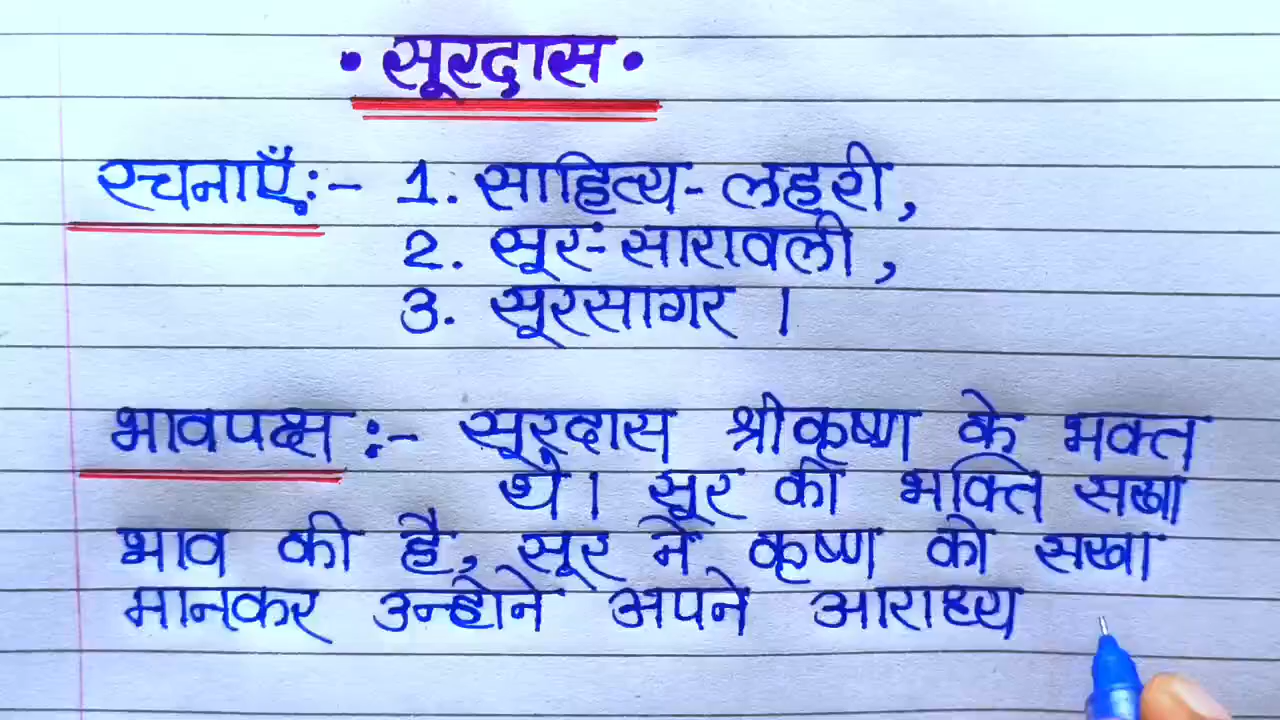 • सूरदास •
रचनाएँ:- 1. साहित्य-लहरी,
2. सूर-सारावली,
3. सूरसागर ।
भावपक्ष :- सूरदास श्रीकृष्ण के भक्त
थे। सूर की भक्ति सखा
भाव की है, सूर ने कृष्ण को सखा
मानकर उन्होने अपने आराध्य